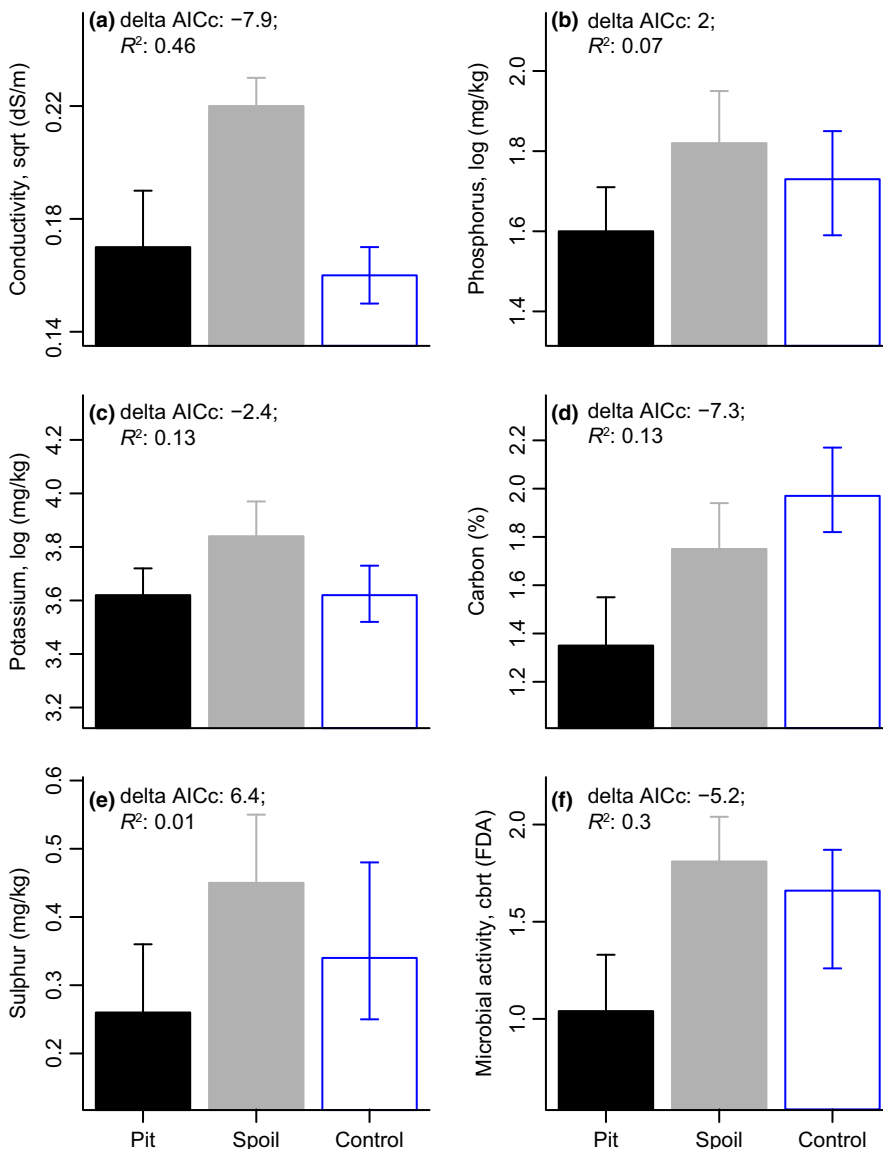 (a) delta AICc: −7.9;
R²: 0.46
Conductivity, sqrt (dS/m)
0.22
0.18
0.14
(b) delta AICc: 2;
R²: 0.07
Phosphorus, log (mg/kg)
2.0
1.8
1.6
1.4
(c) delta AICc: −2.4;
R²: 0.13
Potassium, log (mg/kg)
4.2
4.0
3.8
3.6
3.4
3.2
(d) delta AICc: −7.3;
R²: 0.13
Carbon (%)
2.2
2.0
1.8
1.6
1.4
1.2
(e) delta AICc: 6.4;
R²: 0.01
Sulphur (mg/kg)
0.6
0.5
0.4
0.3
0.2
Pit Spoil Control
(f) delta AICc: −5.2;
R²: 0.3
Microbial activity, cbrt (FDA)
2.0
1.5
1.0
Pit Spoil Control